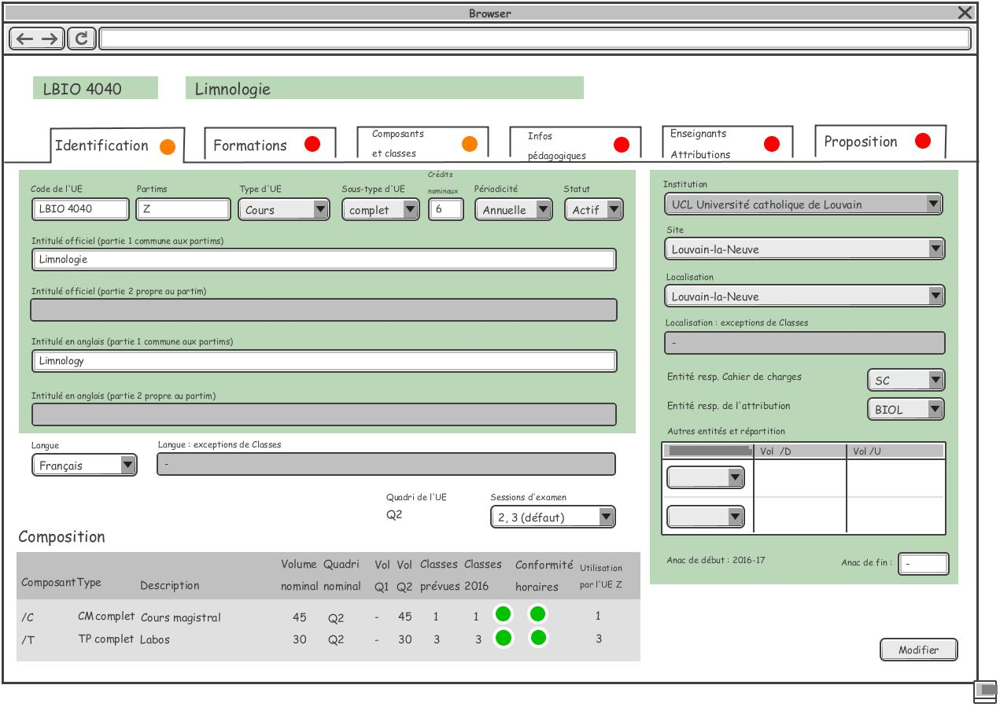 Browser
LBIO 4040
Limnologie
Identification
Formations
Composants
et classes
Infos
pédagogiques
Enseignants
Attributions
Proposition
Code de l'UE
Partims
Type d'UE
Sous-type d'UE
Crédits
nominaux
Périodicité
Statut
LBIO 4040
Z
Cours
complet
6
Annuelle
Actif
Intitulé officiel (partie 1 commune aux partims)
Limnologie
Intitulé officiel (partie 2 propre au partim)
Intitulé en anglais (partie 1 commune aux partims)
Limnology
Intitulé en anglais (partie 2 propre au partim)
Langue
Langue : exceptions de Classes
Français
-
Quadri de l'UE
Sessions d'examen
Q2
2, 3 (défaut)
Institution
UCL Université catholique de Louvain
Site
Louvain-la-Neuve
Localisation
Louvain-la-Neuve
Localisation : exceptions de Classes
-
Entité resp. Cahier de charges
SC
Entité resp. de l'attribution
BIOL
Autres entités et répartition
Vol /D
Vol /U
Anac de début : 2016-17
Anac de fin :
-
Composition
Composant Type Description Volume nominal Quadri nominal Vol Q1 Vol Q2 Classes prévues Classes 2016 Conformité horaires Utilisation par l'UE Z
/C CM complet Cours magistral 45 Q2 - 45 1 1 1
/T TP complet Labos 30 Q2 - 30 3 3 3
Modifier